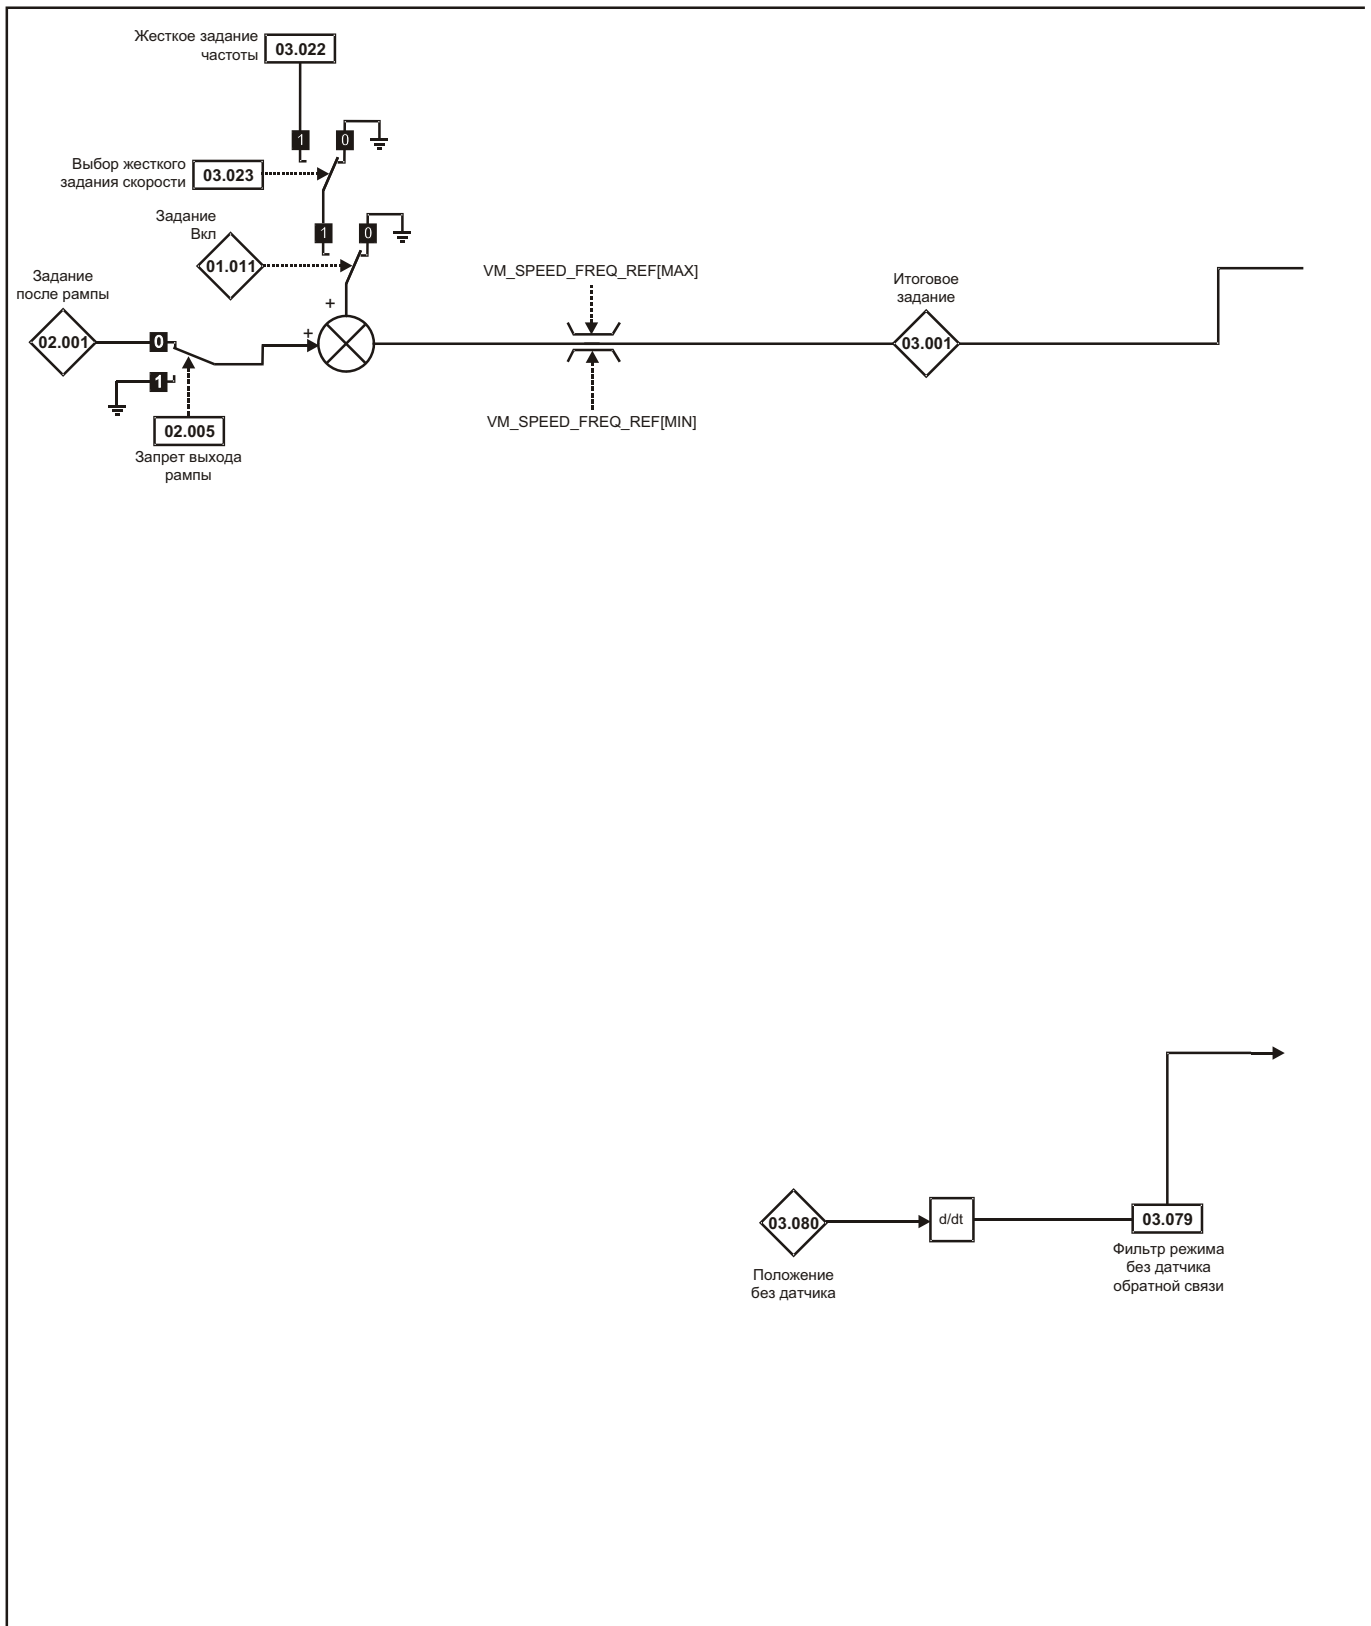 Жесткое задание
частоты
03.022
1
0
Выбор жесткого
задания скорости
03.023
Задание
Вкл
1
0
01.011
Задание
после рампы
02.001
0
1
+
+
VM_SPEED_FREQ_REF[MAX]
VM_SPEED_FREQ_REF[MIN]
Итоговое
задание
03.001
02.005
Запрет выхода
рампы
03.080
Положение
без датчика
d/dt
03.079
Фильтр режима
без датчика
обратной связи